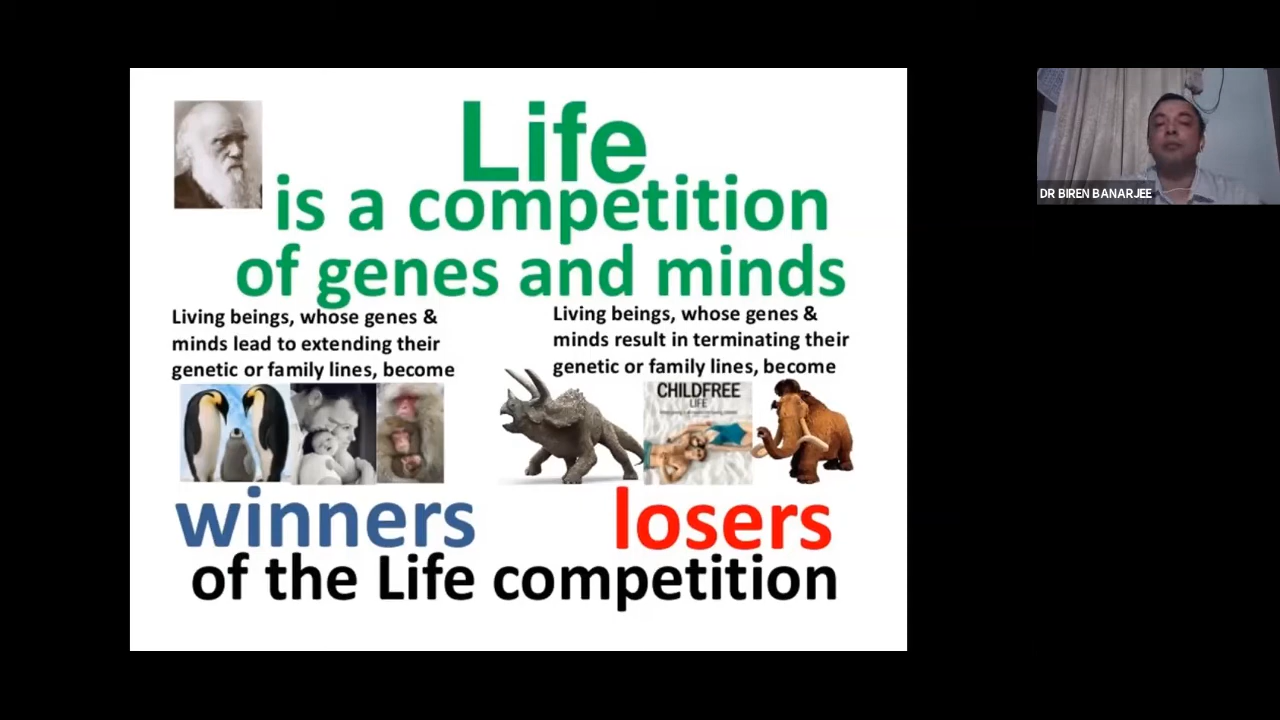 Life
is a competition
of genes and minds
Living beings, whose genes &
minds lead to extending their
genetic or family lines, become
Living beings, whose genes &
minds result in terminating their
genetic or family lines, become
CHILDFREE
LIFE
winners
losers
of the Life competition
DR BIREN BANARJEE